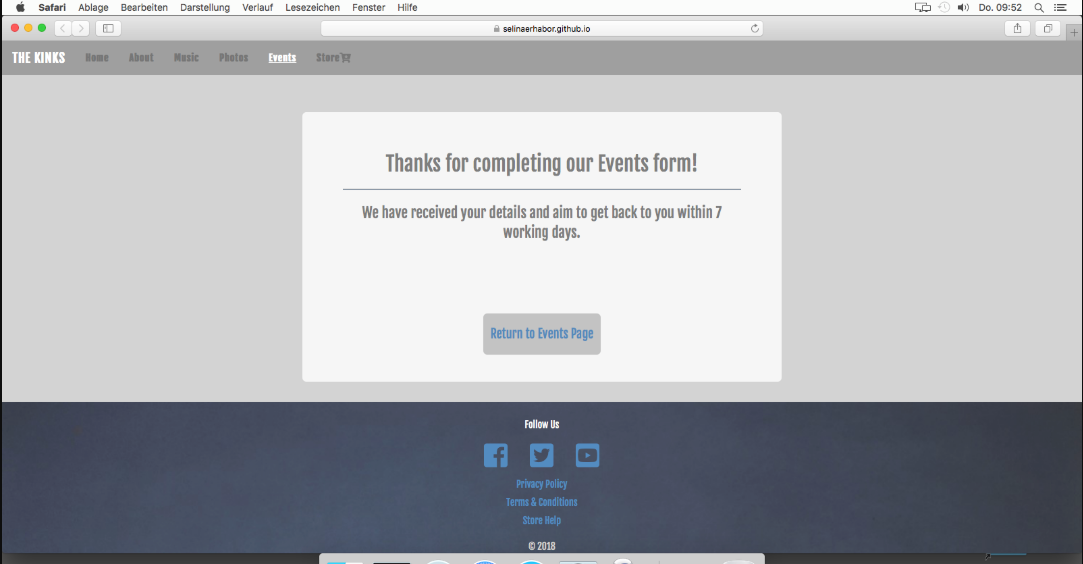 Safari Ablage Bearbeiten Darstellung Verlauf Lesezeichen Fenster Hilfe Do. 09:52
selinaerhabor.github.io
THE KINKS Home About Music Photos Events Store
Thanks for completing our Events form!
We have received your details and aim to get back to you within 7
working days.
Return to Events Page
Follow Us
Privacy Policy
Terms & Conditions
Store Help
© 2018